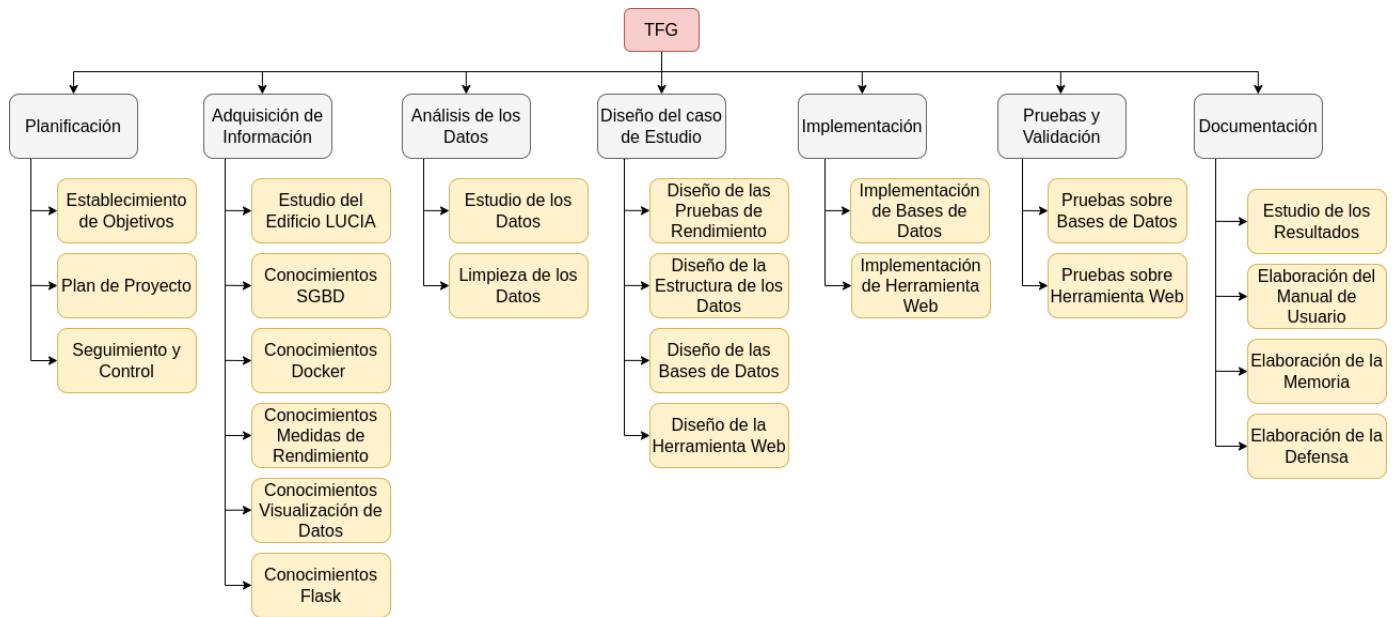 TFG
Planificación
Adquisición de
Información
Análisis de los
Datos
Diseño del caso
de Estudio
Implementación
Pruebas y
Validación
Documentación
Establecimiento
de Objetivos
Plan de Proyecto
Seguimiento y
Control
Estudio del
Edificio LUCIA
Conocimientos
SGBD
Conocimientos
Docker
Conocimientos
Medidas de
Rendimiento
Conocimientos
Visualización de
Datos
Conocimientos
Flask
Estudio de los
Datos
Limpieza de los
Datos
Diseño de las
Pruebas de
Rendimiento
Diseño de la
Estructura de los
Datos
Diseño de las
Bases de Datos
Diseño de la
Herramienta Web
Implementación
de Bases de
Datos
Implementación
de Herramienta
Web
Pruebas sobre
Bases de Datos
Pruebas sobre
Herramienta Web
Estudio de los
Resultados
Elaboración del
Manual de
Usuario
Elaboración de la
Memoria
Elaboración de la
Defensa